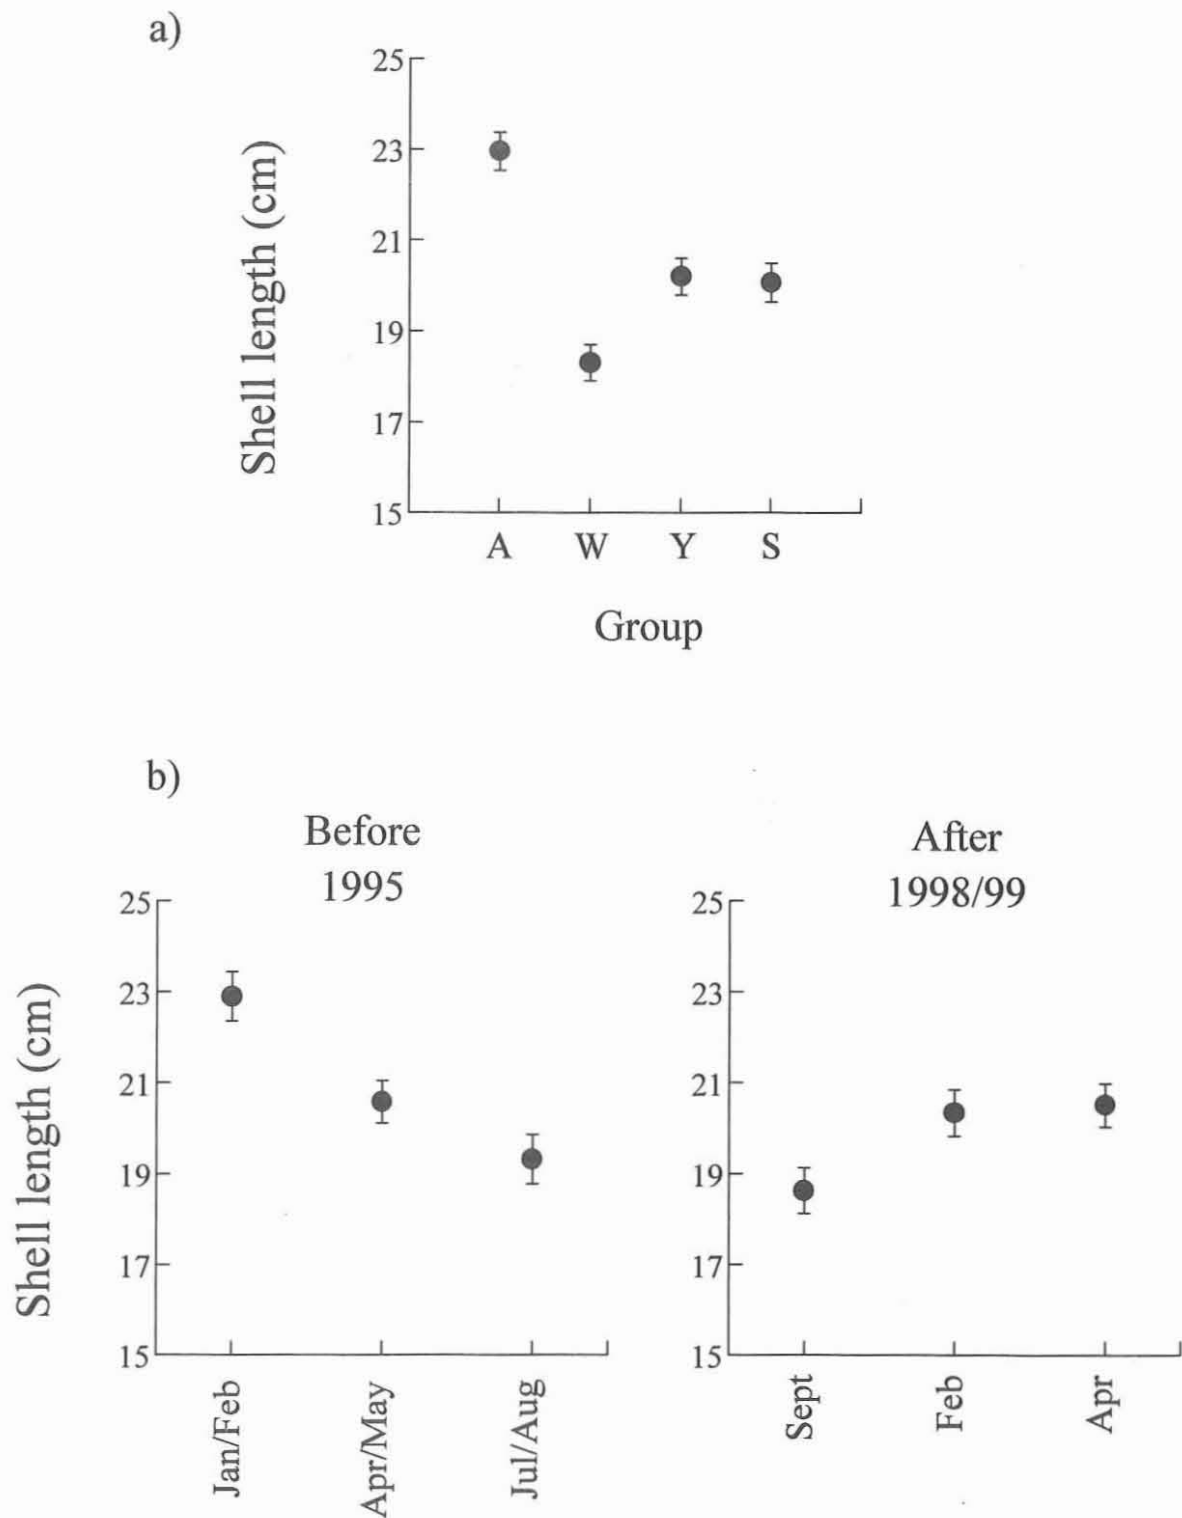 a)
25
23
21
19
17
15
Shell length (cm)
A W Y S
Group
b)
Before
1995
25
23
21
19
17
15
Shell length (cm)
Jan/Feb
Apr/May
Jul/Aug
After
1998/99
25
23
21
19
17
15
Sept
Feb
Apr